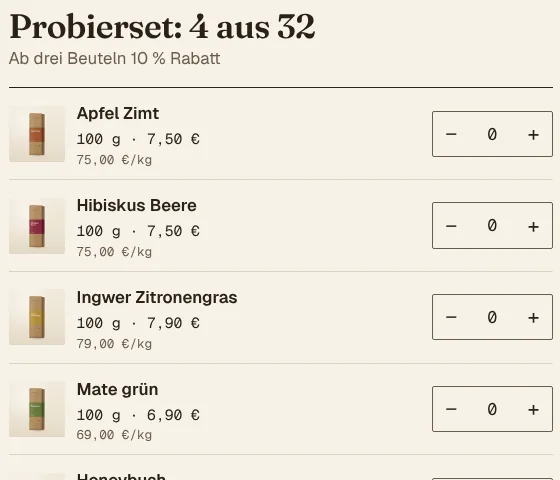 Probierset: 4 aus 32
Ab drei Beuteln 10 % Rabatt
Apfel Zimt
100 g · 7,50 €
75,00 €/kg
− 0 +
Hibiskus Beere
100 g · 7,50 €
75,00 €/kg
− 0 +
Ingwer Zitronengras
100 g · 7,90 €
79,00 €/kg
− 0 +
Mate grün
100 g · 6,90 €
69,00 €/kg
− 0 +